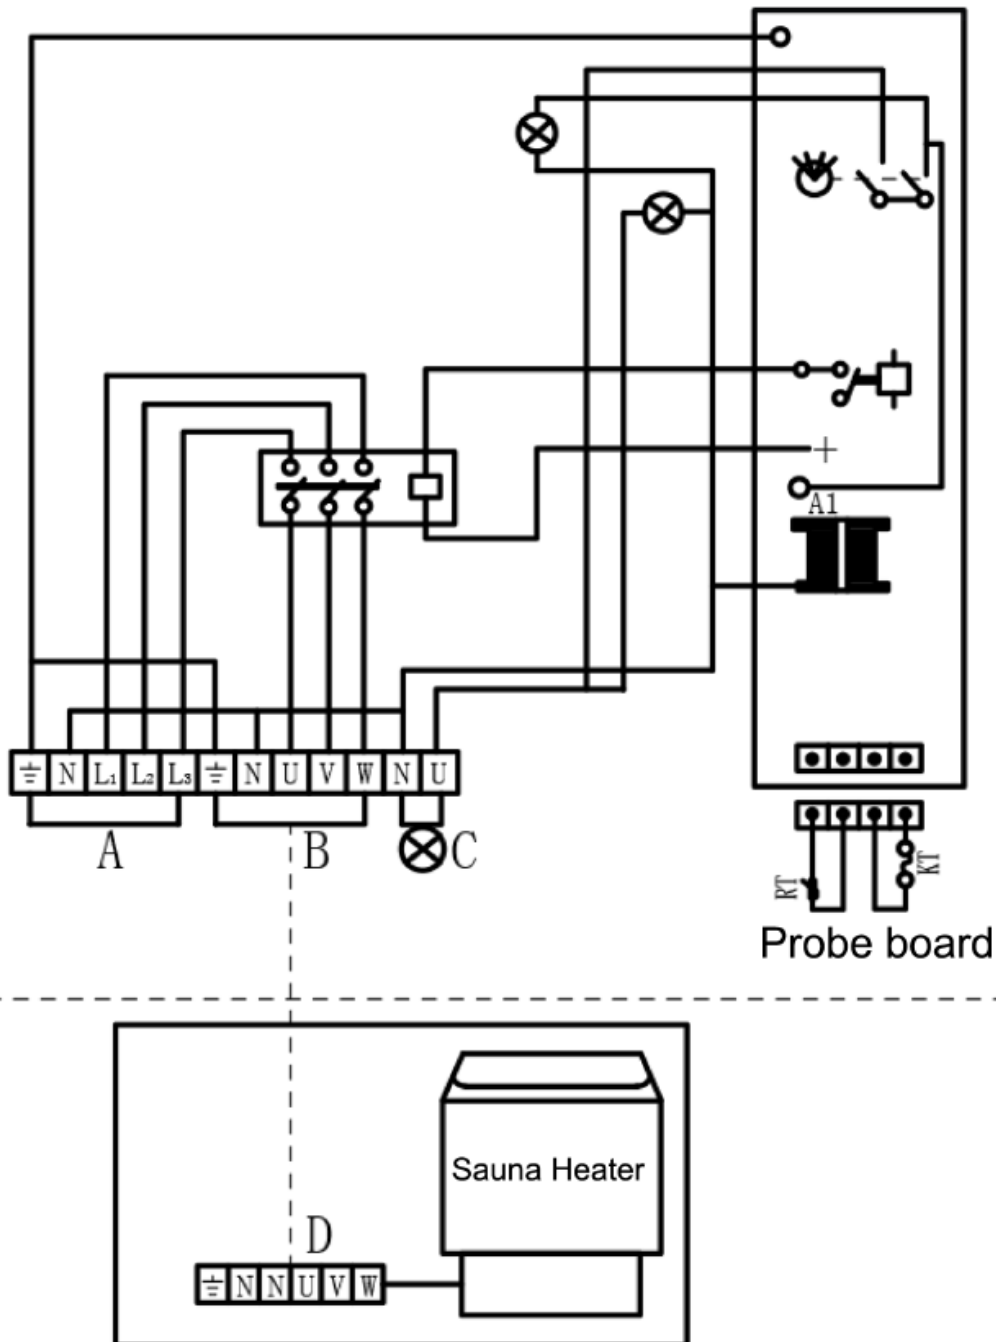 +
A1
⏚ N L₁ L₂ L₃ ⏚ N U V W N U
A B C
RT KT
Probe board
Sauna Heater
D
⏚ N N U V W